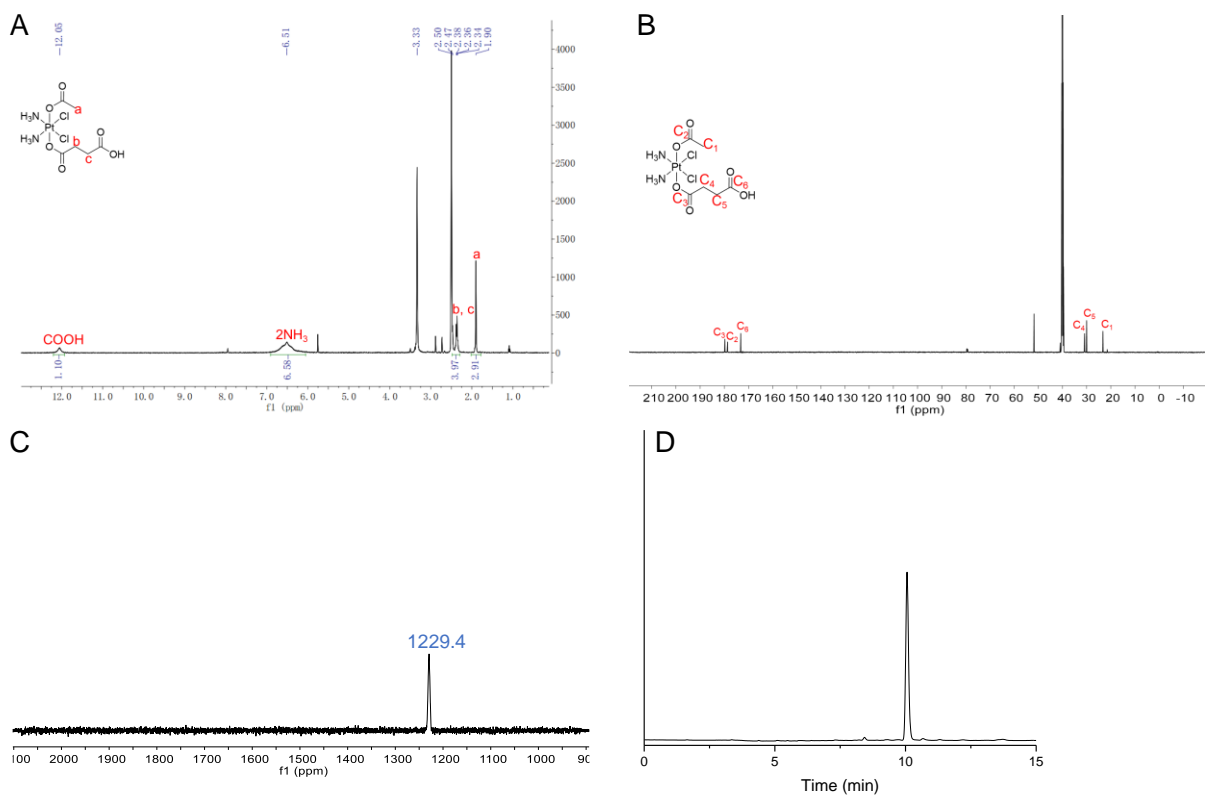 A
—12.05
—6.51
—3.33
2.50
2.47
2.38
2.36
2.34
1.90
O
a
O
H₃N
Cl
Pt
H₃N
Cl
O
b
O
OH
O
c
COOH
2NH₃
b, c
a
1.10
6.58
3.97
2.91
4000
3500
3000
2500
2000
1500
1000
500
0
12.0
11.0
10.0
9.0
8.0
7.0
6.0
5.0
4.0
3.0
2.0
1.0
f1 (ppm)
B
O
C₂
C₁
O
H₃N
Cl
Pt
H₃N
Cl
O
C₄
O
C₆
OH
C₃
O
C₅
C₃
C₂
C₆
C₄
C₅
C₁
210 200 190 180 170 160 150 140 130 120 110 100 90 80 70 60 50 40 30 20 10 0 -10
f1 (ppm)
C
1229.4
2000 1900 1800 1700 1600 1500 1400 1300 1200 1100 1000
f1 (ppm)
D
0 5 10 15
Time (min)